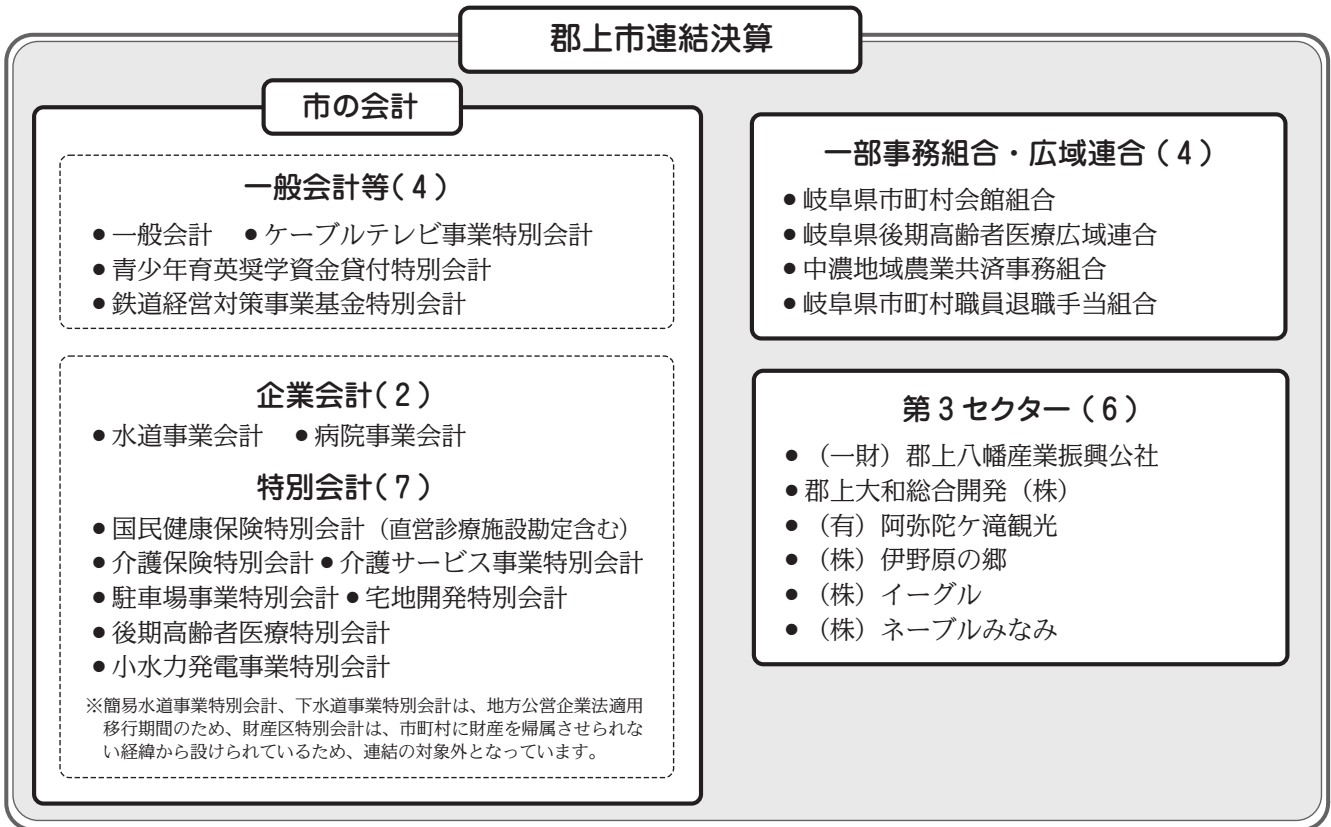 郡上市連結決算
市の会計
一般会計等(4)
●一般会計 ●ケーブルテレビ事業特別会計
●青少年育英奨学資金貸付特別会計
●鉄道経営対策事業基金特別会計
企業会計(2)
●水道事業会計 ●病院事業会計
特別会計(7)
●国民健康保険特別会計(直営診療施設勘定含む)
●介護保険特別会計●介護サービス事業特別会計
●駐車場事業特別会計●宅地開発特別会計
●後期高齢者医療特別会計
●小水力発電事業特別会計
※簡易水道事業特別会計、下水道事業特別会計は、地方公営企業法適用
移行期間のため、財産区特別会計は、市町村に財産を帰属させられな
い経緯から設けられているため、連結の対象外となっています。
一部事務組合・広域連合(4)
●岐阜県市町村会館組合
●岐阜県後期高齢者医療広域連合
●中濃地域農業共済事務組合
●岐阜県市町村職員退職手当組合
第3セクター(6)
●(一財)郡上八幡産業振興公社
●郡上大和総合開発(株)
●(有)阿弥陀ケ滝観光
●(株)伊野原の郷
●(株)イーグル
●(株)ネーブルみなみ